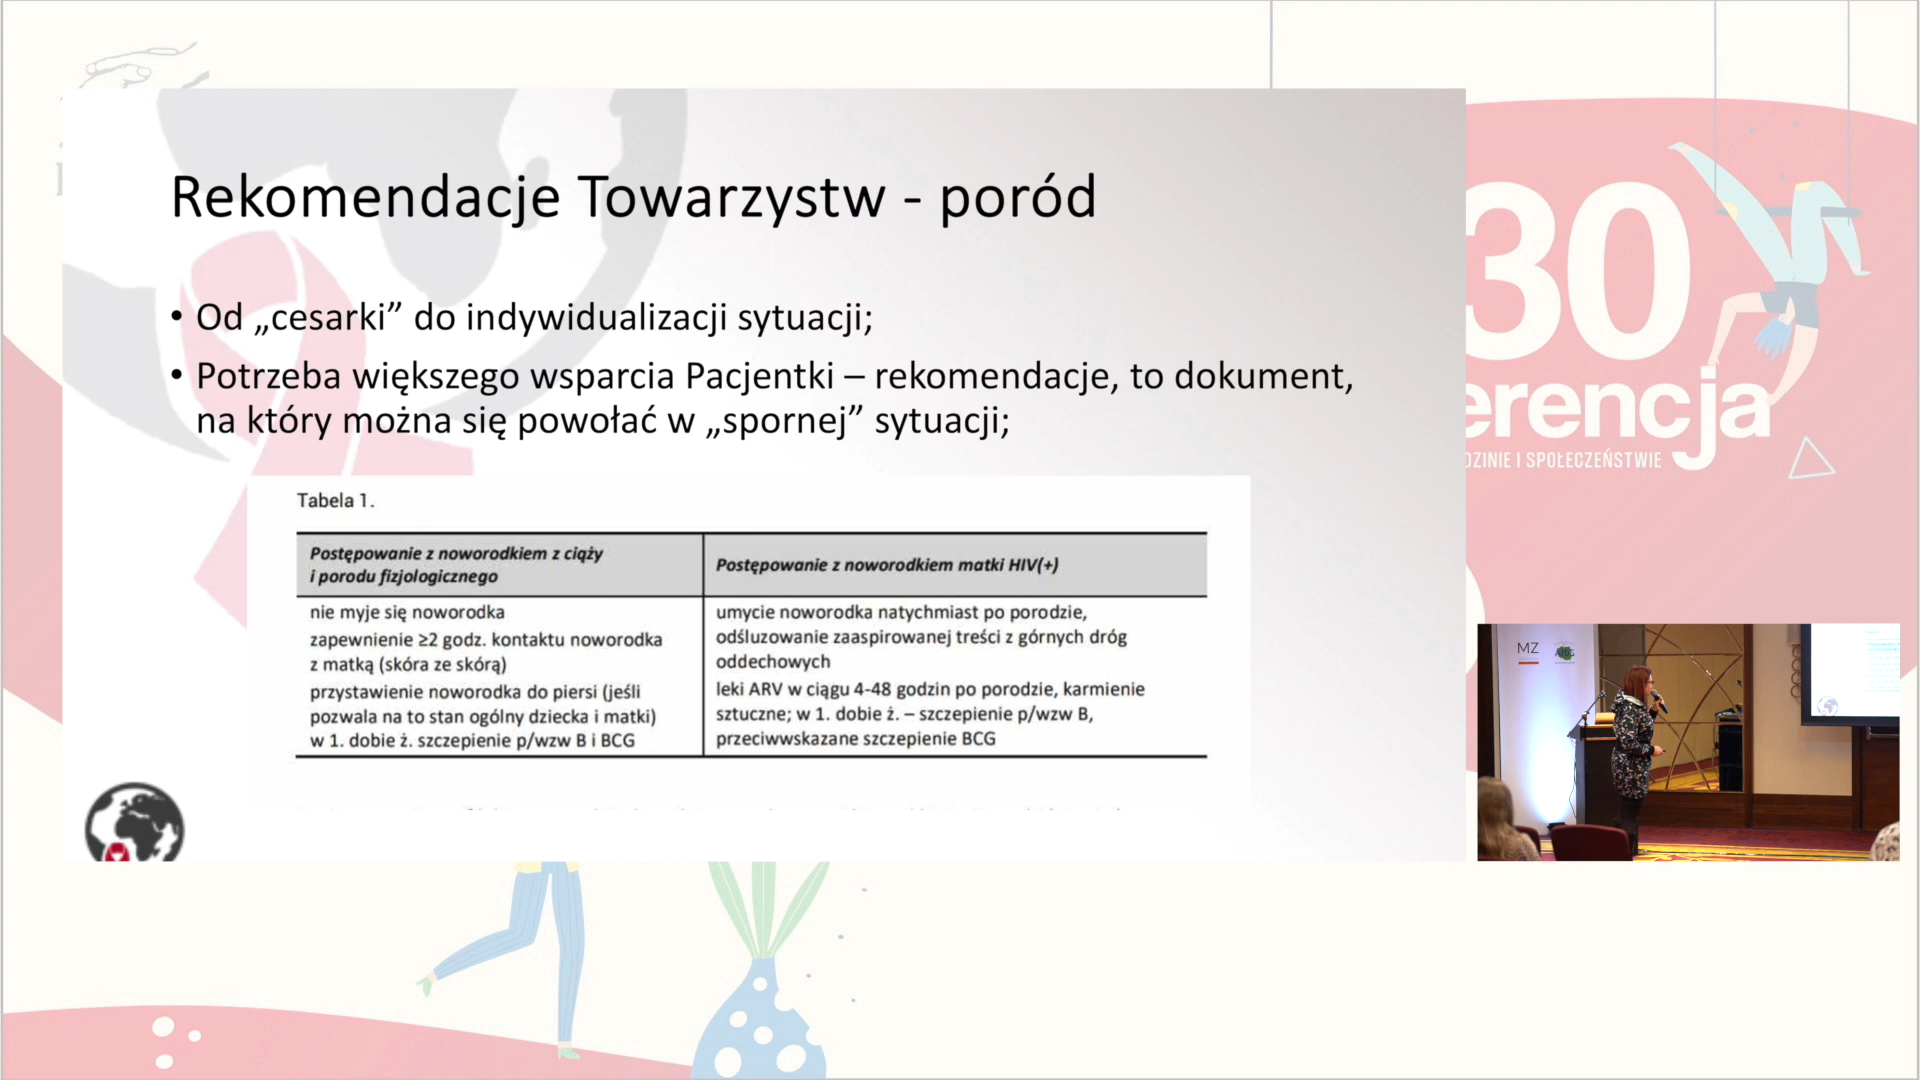 Rekomendacje Towarzystw - poród
• Od „cesarki” do indywidualizacji sytuacji;
• Potrzeba większego wsparcia Pacjentki – rekomendacje, to dokument,
na który można się powołać w „spornej” sytuacji;
Tabela 1.
Postępowanie z noworodkiem z ciąży
i porodu fizjologicznego
Postępowanie z noworodkiem matki HIV(+)
nie myje się noworodka
zapewnienie ≥2 godz. kontaktu noworodka
z matką (skóra ze skórą)
przystawienie noworodka do piersi (jeśli
pozwala na to stan ogólny dziecka i matki)
w 1. dobie ż. szczepienie p/wzw B i BCG
umycie noworodka natychmiast po porodzie,
odśluzowanie zaaspirowanej treści z górnych dróg
oddechowych
leki ARV w ciągu 4-48 godzin po porodzie, karmienie
sztuczne; w 1. dobie ż. – szczepienie p/wzw B,
przeciwwskazane szczepienie BCG
30
erencja
DZINIE I SPOŁECZEŃSTWIE
MZ